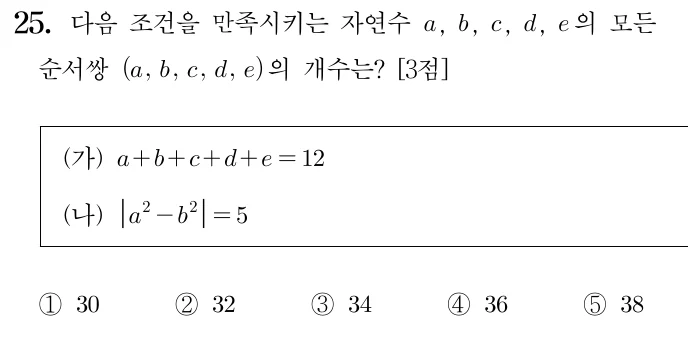 25. 다음 조건을 만족시키는 자연수 a, b, c, d, e의 모든
순서쌍 (a, b, c, d, e)의 개수는? [3점]
(가) a+b+c+d+e=12
(나) |a²-b²|=5
① 30 ② 32 ③ 34 ④ 36 ⑤ 38